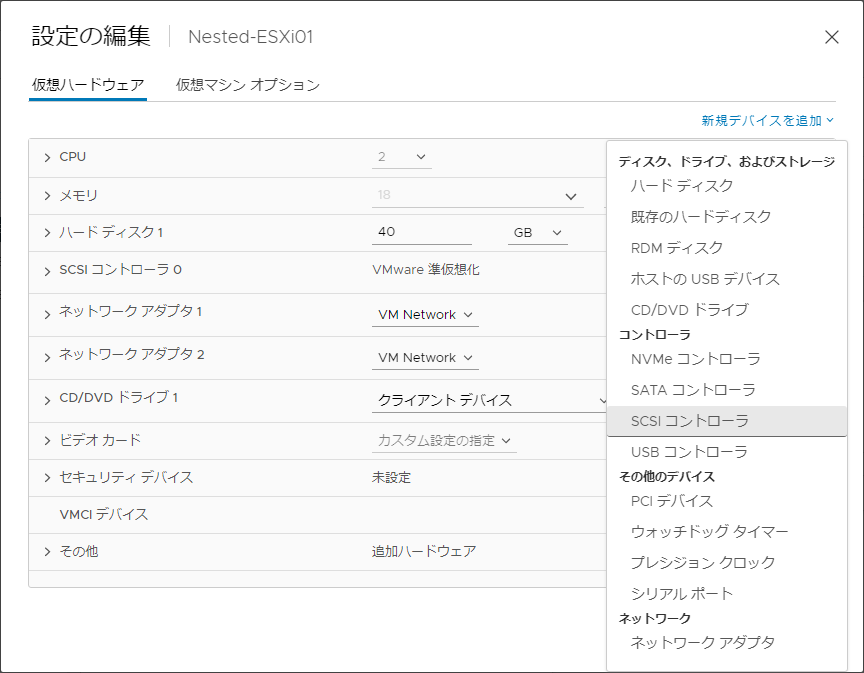 設定の編集 Nested-ESXi01
仮想ハードウェア 仮想マシン オプション
新規デバイスを追加
CPU 2
メモリ 18
ハード ディスク 1 40 GB
SCSI コントローラ 0 VMware 準仮想化
ネットワーク アダプタ 1 VM Network
ネットワーク アダプタ 2 VM Network
CD/DVD ドライブ 1 クライアント デバイス
ビデオ カード カスタム設定の指定
セキュリティ デバイス 未設定
VMCI デバイス
その他 追加ハードウェア
ディスク、ドライブ、およびストレージ
ハード ディスク
既存のハードディスク
RDM ディスク
ホストの USB デバイス
CD/DVD ドライブ
コントローラ
NVMe コントローラ
SATA コントローラ
SCSI コントローラ
USB コントローラ
その他のデバイス
PCI デバイス
ウォッチドッグ タイマー
プレシジョン クロック
シリアル ポート
ネットワーク
ネットワーク アダプタ